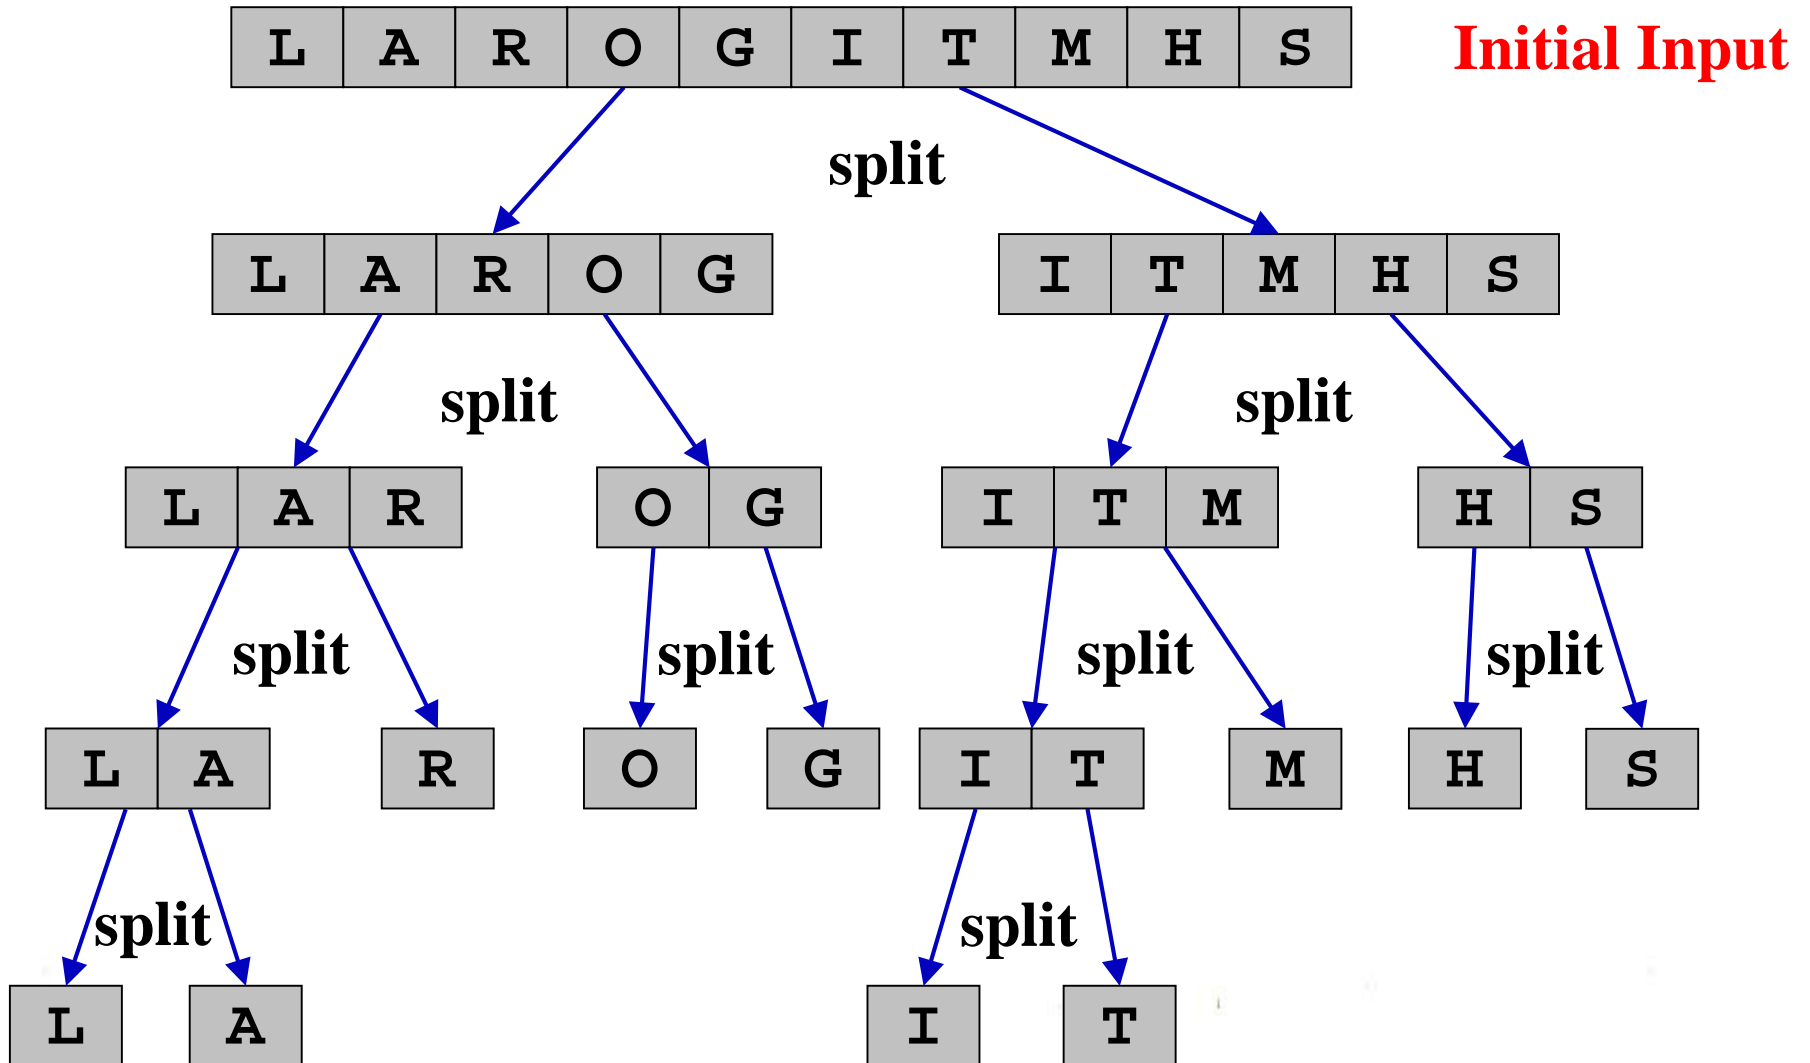 L A R O G I T M H S Initial Input
split
L A R O G I T M H S
split split
L A R O G I T M H S
split split split split
L A R O G I T M H S
split split
L A I T